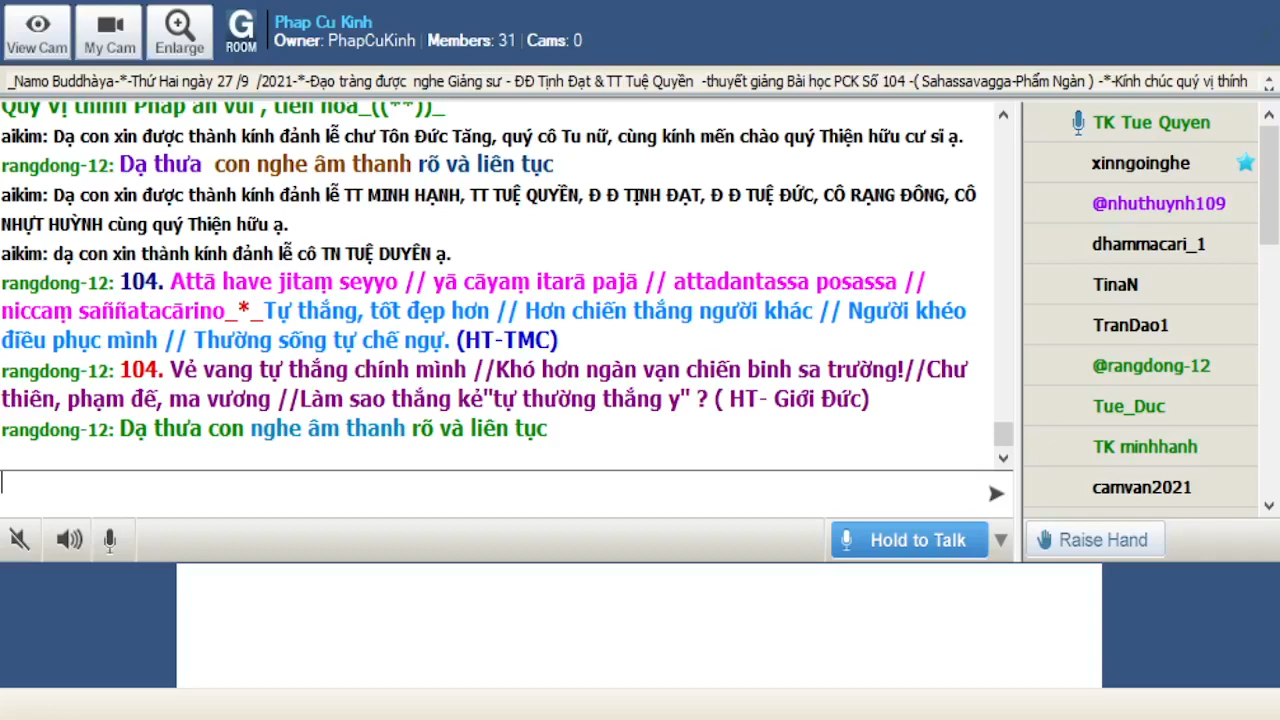 View Cam
My Cam
Enlarge
G
ROOM
Phap Cu Kinh
Owner: PhapCuKinh | Members: 31 | Cams: 0
_Namo Buddhàya-*-Thứ Hai ngày 27 /9 /2021-*-Đạo tràng được nghe Giảng sư - ĐĐ Tịnh Đạt & TT Tuệ Quyền -thuyết giảng Bài học PCK Số 104 -( Sahassavagga-Phẩm Ngàn ) -*-Kính chúc quý vị thính
Quý vị thính Pháp an vui , tiến hóa_((**))_
aikim: Dạ con xin được thành kính đảnh lễ chư Tôn Đức Tăng, quý cô Tu nữ, cùng kính mến chào quý Thiện hữu cư sĩ ạ.
rangdong-12: Dạ thưa con nghe âm thanh rõ và liên tục
aikim: Dạ con xin được thành kính đảnh lễ TT MINH HẠNH, TT TUỆ QUYỀN, Đ Đ TỊNH ĐẠT, Đ Đ TUỆ ĐỨC, CÔ RẠNG ĐÔNG, CÔ
NHỰT HUỲNH cùng quý Thiện hữu ạ.
aikim: dạ con xin thành kính đảnh lễ cô TN TUỆ DUYÊN ạ.
rangdong-12: 104. Attā have jitaṃ seyyo // yā cāyaṃ itarā pajā // attadantassa posassa //
niccaṃ saññatacārino_*_Tự thắng, tốt đẹp hơn // Hơn chiến thắng người khác // Người khéo
điều phục mình // Thường sống tự chế ngự. (HT-TMC)
rangdong-12: 104. Vẻ vang tự thắng chính mình //Khó hơn ngàn vạn chiến binh sa trường!//Chư
thiên, phạm đế, ma vương //Làm sao thắng kẻ"tự thường thắng y" ? ( HT- Giới Đức)
rangdong-12: Dạ thưa con nghe âm thanh rõ và liên tục
Hold to Talk
TK Tue Quyen
xinngoinghe
@nhuthuynh109
dhammacari_1
TinaN
TranDao1
@rangdong-12
Tue_Duc
TK minhhanh
camvan2021
Raise Hand